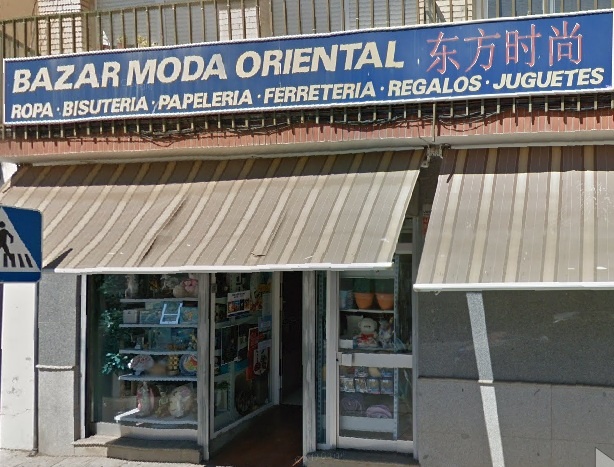 BAZAR MODA ORIENTAL 东方时尚
ROPA · BISUTERIA · PAPELERIA · FERRETERIA · REGALOS · JUGUETES